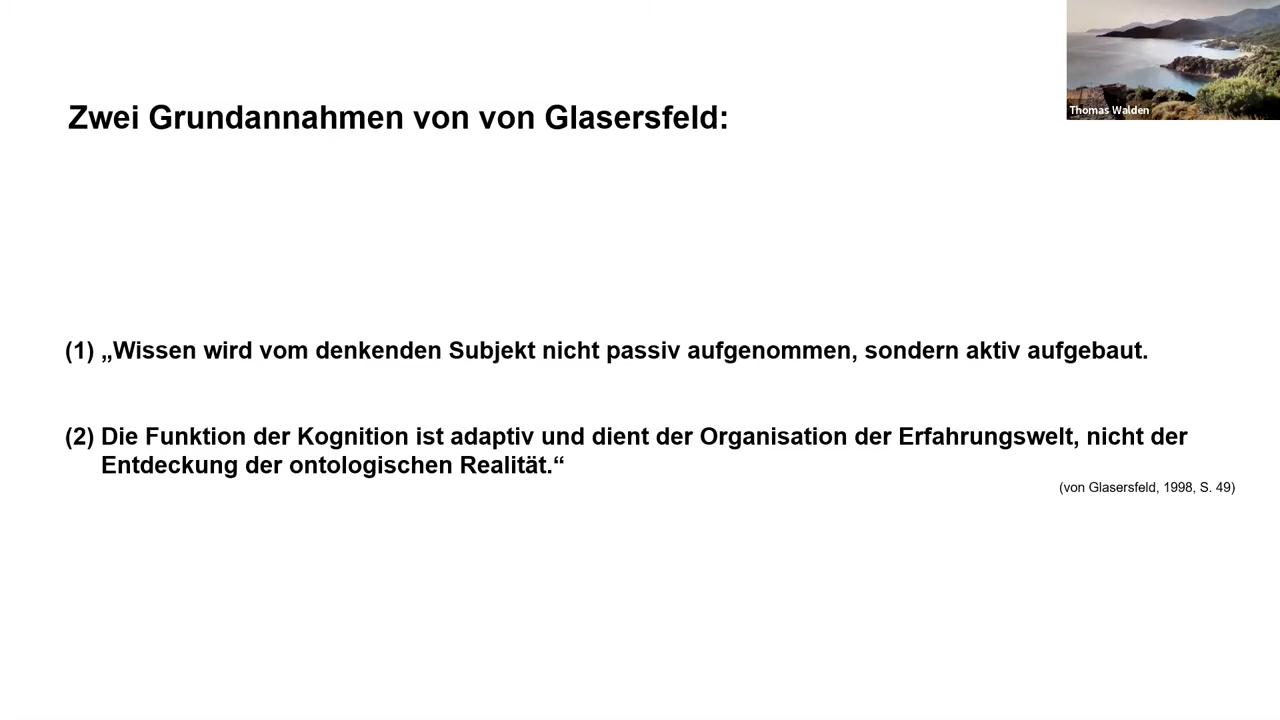 Zwei Grundannahmen von von Glasersfeld:
Thomas Walden
(1) „Wissen wird vom denkenden Subjekt nicht passiv aufgenommen, sondern aktiv aufgebaut.
(2) Die Funktion der Kognition ist adaptiv und dient der Organisation der Erfahrungswelt, nicht der
Entdeckung der ontologischen Realität.“
(von Glasersfeld, 1998, S. 49)